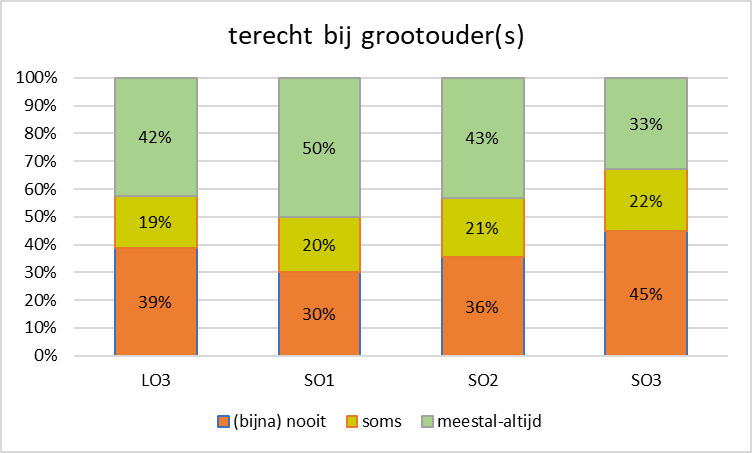 terecht bij grootouder(s)
100%
90%
80%
70%
60%
50%
40%
30%
20%
10%
0%
42% 50% 43% 33%
19% 20% 21% 22%
39% 30% 36% 45%
LO3 SO1 SO2 SO3
(bijna) nooit soms meestal-altijd